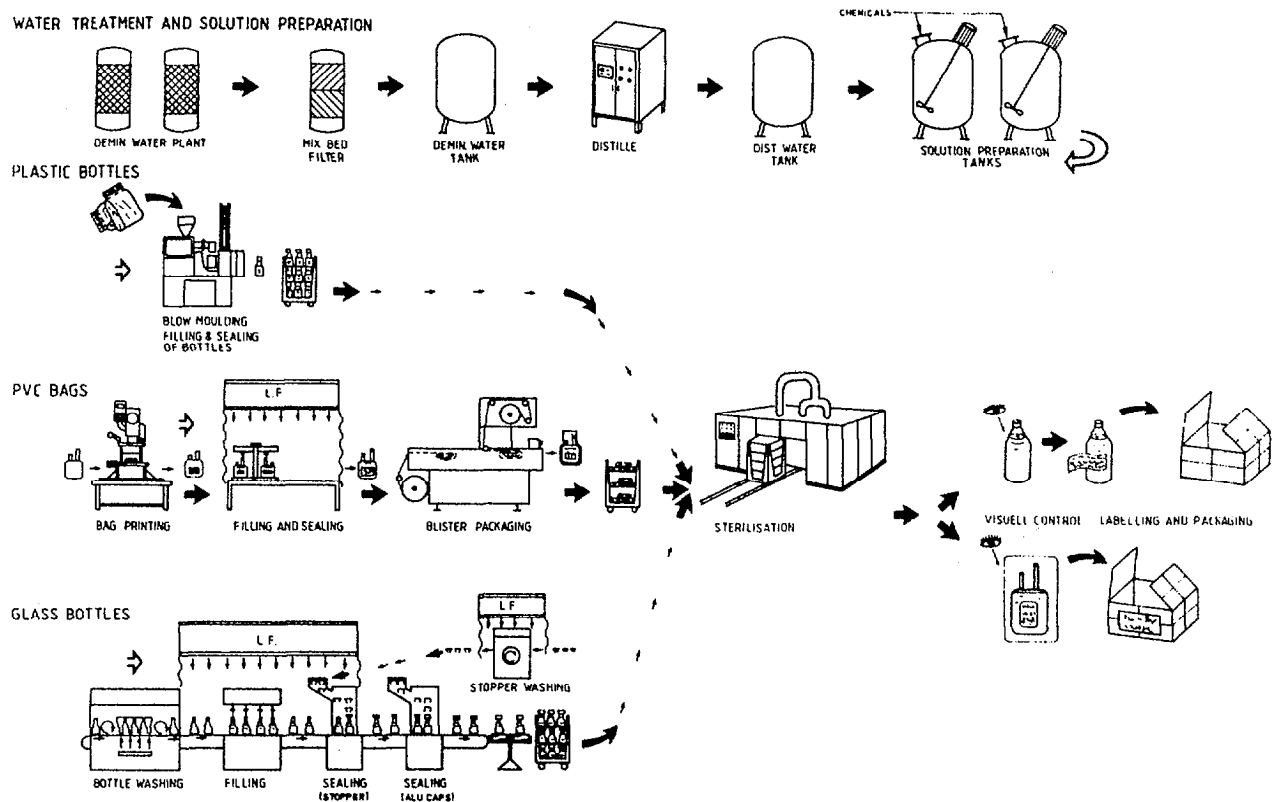 WATER TREATMENT AND SOLUTION PREPARATION
CHEMICALS
DEMIN WATER PLANT
MIX BED
FILTER
DEMIN WATER
TANK
DISTILLE
DIST WATER
TANK
SOLUTION PREPARATION
TANKS
PLASTIC BOTTLES
BLOW MOULDING
FILLING & SEALING
OF BOTTLES
PVC BAGS
L.F
BAG PRINTING
FILLING AND SEALING
BLISTER PACKAGING
STERILISATION
VISUELL CONTROL
LABELLING AND PACKAGING
GLASS BOTTLES
L.F.
L F
STOPPER WASHING
BOTTLE WASHING
FILLING
SEALING
(STOPPER)
SEALING
(ALU CAPS)